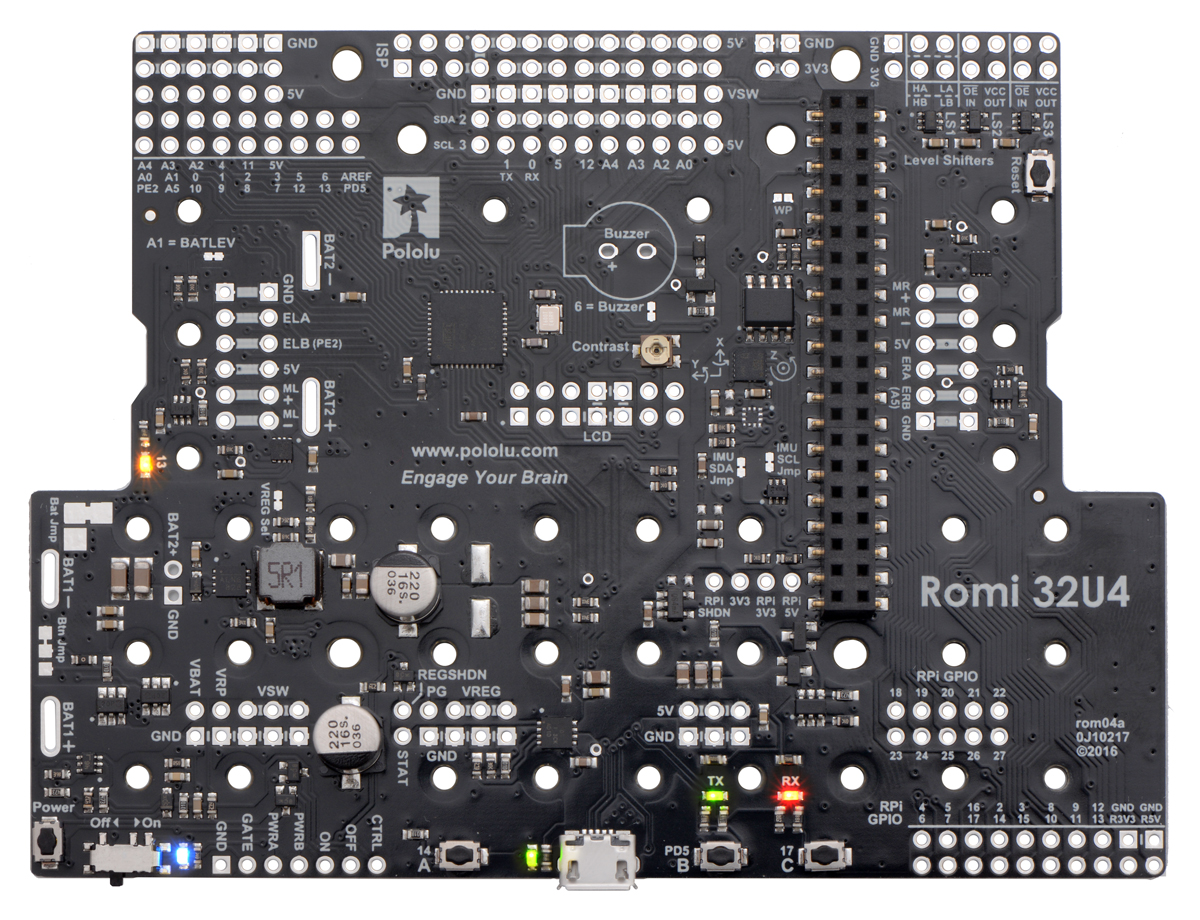 GND
5V
A4 A3 A2 4 11 5V
A0 A1 0 1 2 3 5 6 AREF
PE2 A5 10 9 8 7 12 13 PD5
ISP
5V
GND VSW
SDA 2
SCL 3 5V
1 0 5 12 A4 A3 A2 A0
TX RX
GND
3V3
GND 3V3
HA LA OE VCC OE VCC
HB LB IN OUT IN OUT
LS1 LS2 LS3
Level Shifters
Reset
Pololu
A1 = BATLEV
BAT2 –
GND
ELA
ELB (PE2)
5V
ML +
ML –
BAT2 +
13
Buzzer
+
6 = Buzzer
WP
Contrast
X
Y
Z
LCD
www.pololu.com
Engage Your Brain
IMU SDA Jmp
IMU SCL Jmp
MR +
MR –
5V
ERA
ERB (A5)
GND
Bat Jmp
BAT2+
VREG Sel
BAT1–
GND
Btn Jmp
5R1
220
16s.
036
RPi SHDN
3V3
RPi 3V3
RPi 5V
Romi 32U4
VBAT VRP VSW
GND
BAT1+
REGSHDN
PG VREG
220
16s.
036
STAT
GND
5V
GND
RPi GPIO
18 19 20 21 22
23 24 25 26 27
rom04a
0J10217
©2016
TX
RX
Power
Off On
GND GATE PWRA PWRB ON OFF CTRL
14
A
PD5
B
17
C
RPi GPIO
4 5 16 2 3 8 9 12 GND GND
6 7 17 14 15 10 11 13 R3V3 R5V